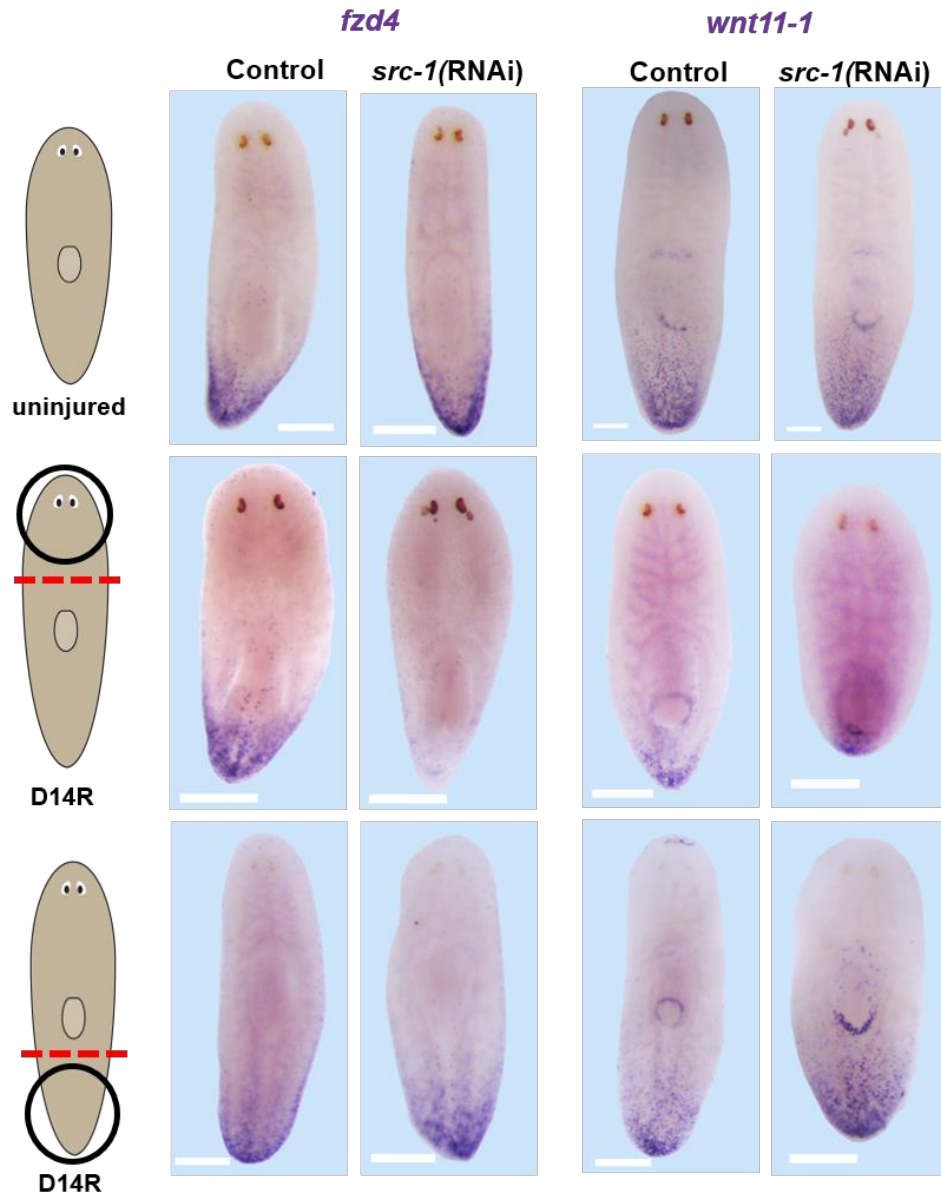 fzd4 wnt11-1
Control src-1(RNAi) Control src-1(RNAi)
uninjured
D14R
D14R